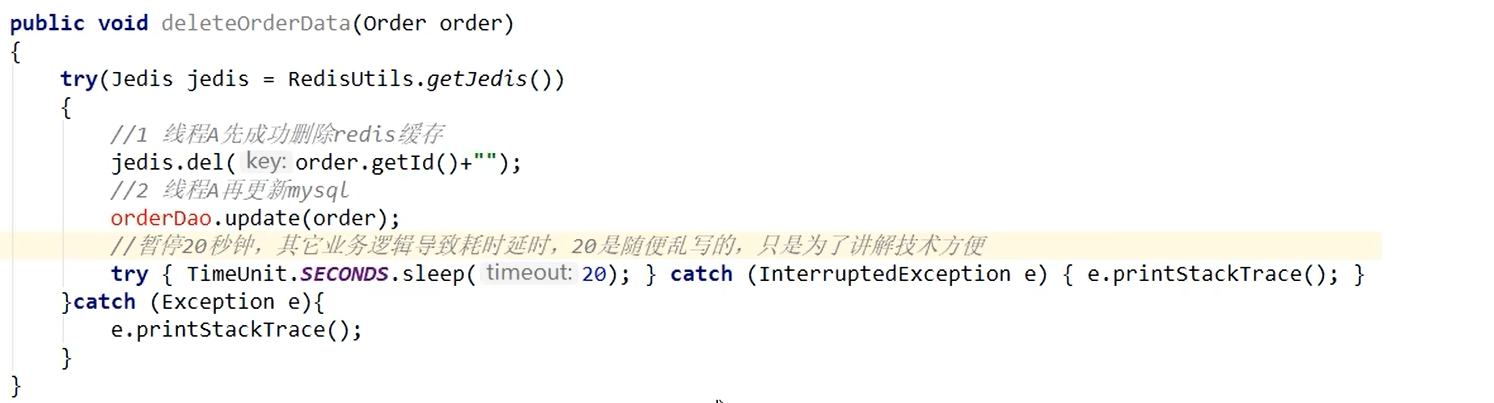 public void deleteOrderData(Order order)
{
try(Jedis jedis = RedisUtils.getJedis())
{
//1 线程A先成功删除redis缓存
jedis.del( key: order.getId()+"");
//2 线程A再更新mysql
orderDao.update(order);
//暂停20秒钟，其它业务逻辑导致耗时延时，20是随便乱写的，只是为了讲解技术方便
try { TimeUnit.SECONDS.sleep( timeout: 20); } catch (InterruptedException e) { e.printStackTrace(); }
}catch (Exception e){
e.printStackTrace();
}
}